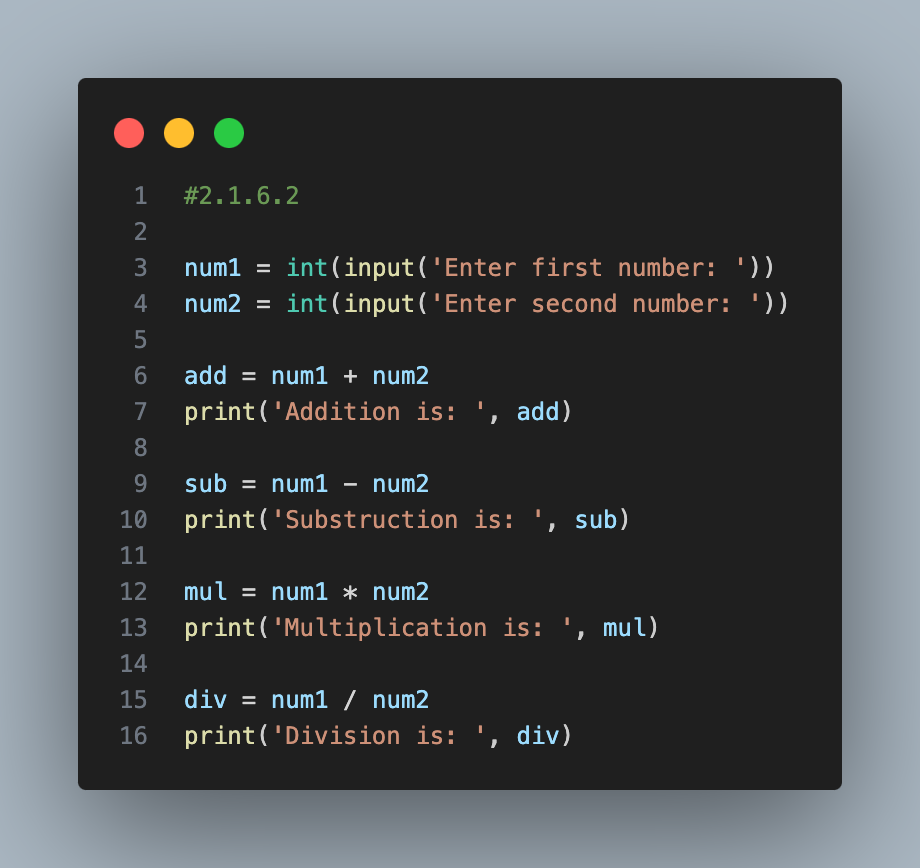 1 #2.1.6.2
2
3 num1 = int(input('Enter first number: '))
4 num2 = int(input('Enter second number: '))
5
6 add = num1 + num2
7 print('Addition is: ', add)
8
9 sub = num1 - num2
10 print('Substruction is: ', sub)
11
12 mul = num1 * num2
13 print('Multiplication is: ', mul)
14
15 div = num1 / num2
16 print('Division is: ', div)